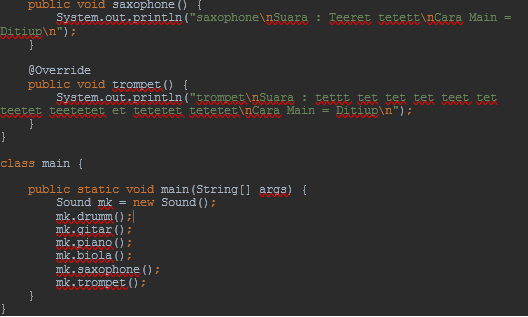 public void saxophone() {
System.out.println("saxophone\nSuara : Teeret tetett\nCara Main =
Ditiup\n");
}
@Override
public void trompet() {
System.out.println("trompet\nSuara : tettt tet tet tet teet tet
teetet teetetet et tetetet tetetet\nCara Main = Ditiup\n");
}
}
class main {
public static void main(String[] args) {
Sound mk = new Sound();
mk.drumm();
mk.gitar();
mk.piano();
mk.biola();
mk.saxophone();
mk.trompet();
}
}